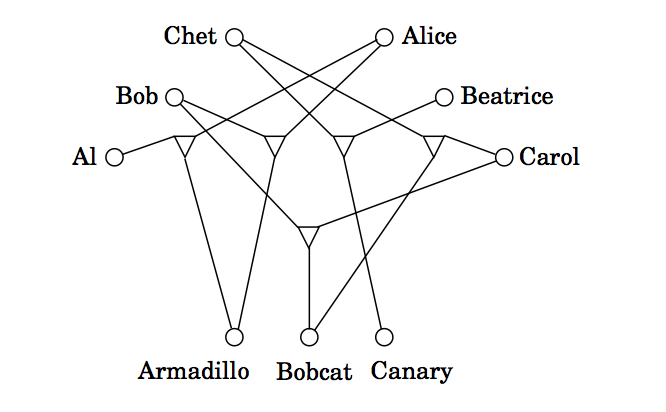 Chet
Alice
Bob
Beatrice
Al
Carol
Armadillo
Bobcat
Canary